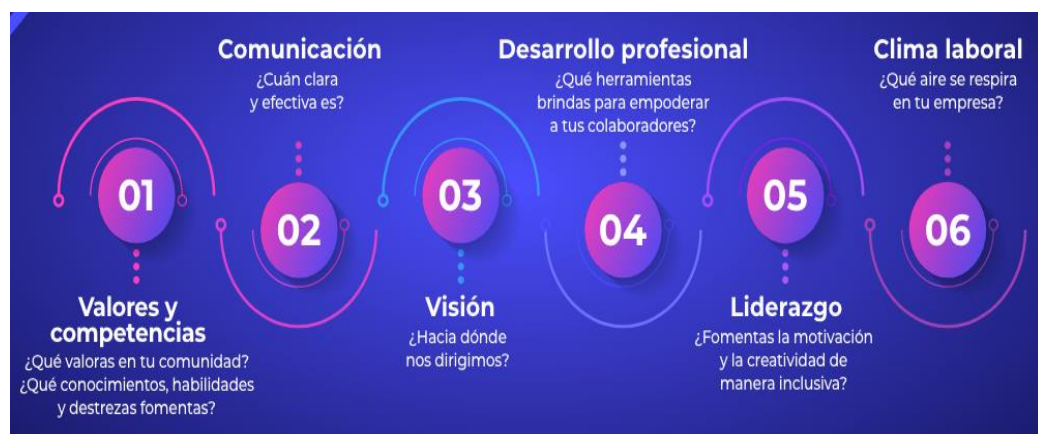 01
Valores y
competencias
¿Qué valoras en tu comunidad?
¿Qué conocimientos, habilidades
y destrezas fomentas?
Comunicación
¿Cuán clara
y efectiva es?
02
03
Visión
¿Hacia dónde
nos dirigimos?
Desarrollo profesional
¿Qué herramientas
brindas para empoderar
a tus colaboradores?
04
05
Liderazgo
¿Fomentas la motivación
y la creatividad de
manera inclusiva?
Clima laboral
¿Qué aire se respira
en tu empresa?
06